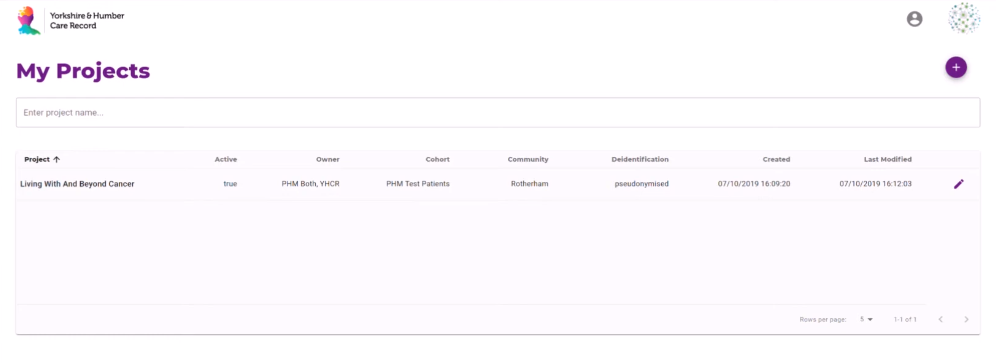 Yorkshire & Humber
Care Record
My Projects
Enter project name...
Project Active Owner Cohort Community Deidentification Created Last Modified
Living With And Beyond Cancer true PHM Both, YHCR PHM Test Patients Rotherham pseudonymised 07/10/2019 16:09:20 07/10/2019 16:12:03
Rows per page: 5 1-1 of 1